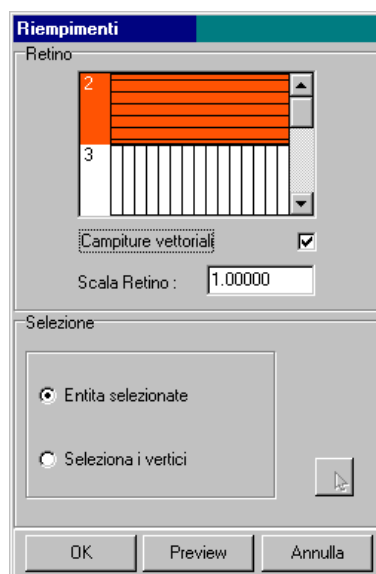 Riempimenti
Retino
2
3
Campiture vettoriali
Scala Retino : 1.00000
Selezione
Entita selezionate
Seleziona i vertici
OK Preview Annulla